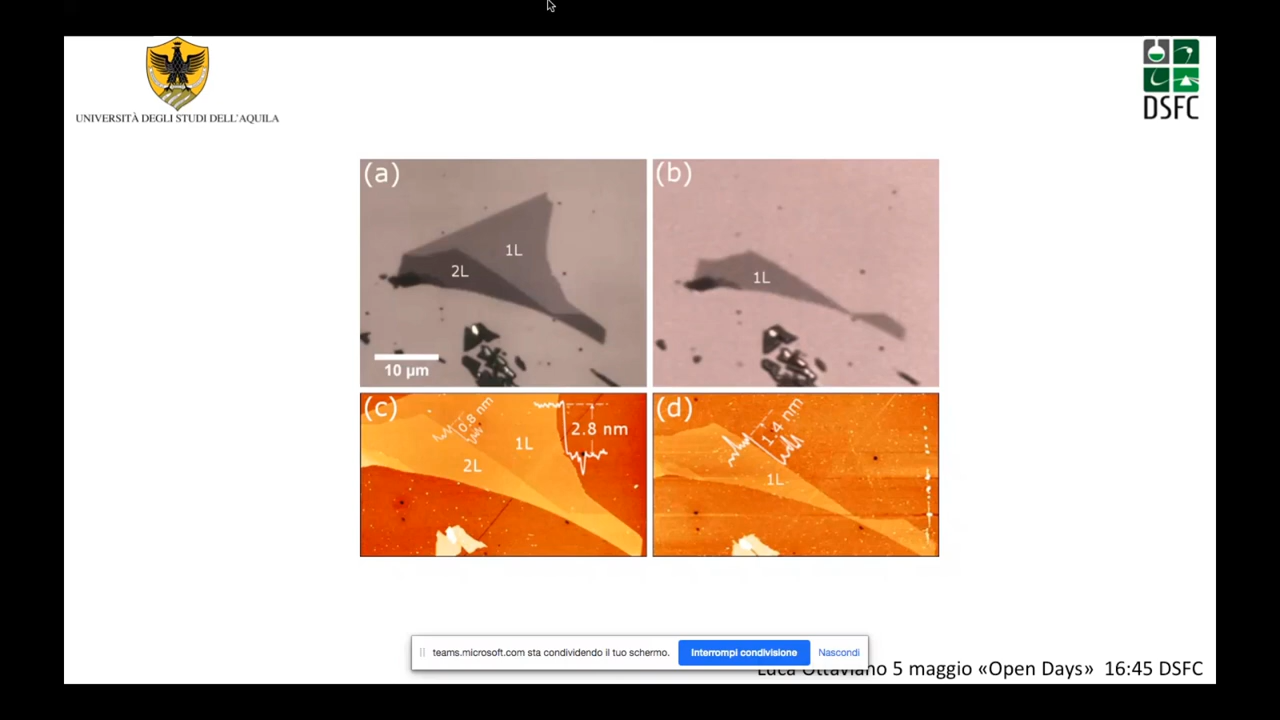 UNIVERSITÀ DEGLI STUDI DELL'AQUILA
DSFC
(a)
1L
2L
10 µm
(b)
1L
(c)
0.8 nm
1L
2.8 nm
2L
(d)
1.4 nm
1L
teams.microsoft.com sta condividendo il tuo schermo.
Interrompi condivisione
Nascondi
Luca Ottaviano 5 maggio «Open Days» 16:45 DSFC